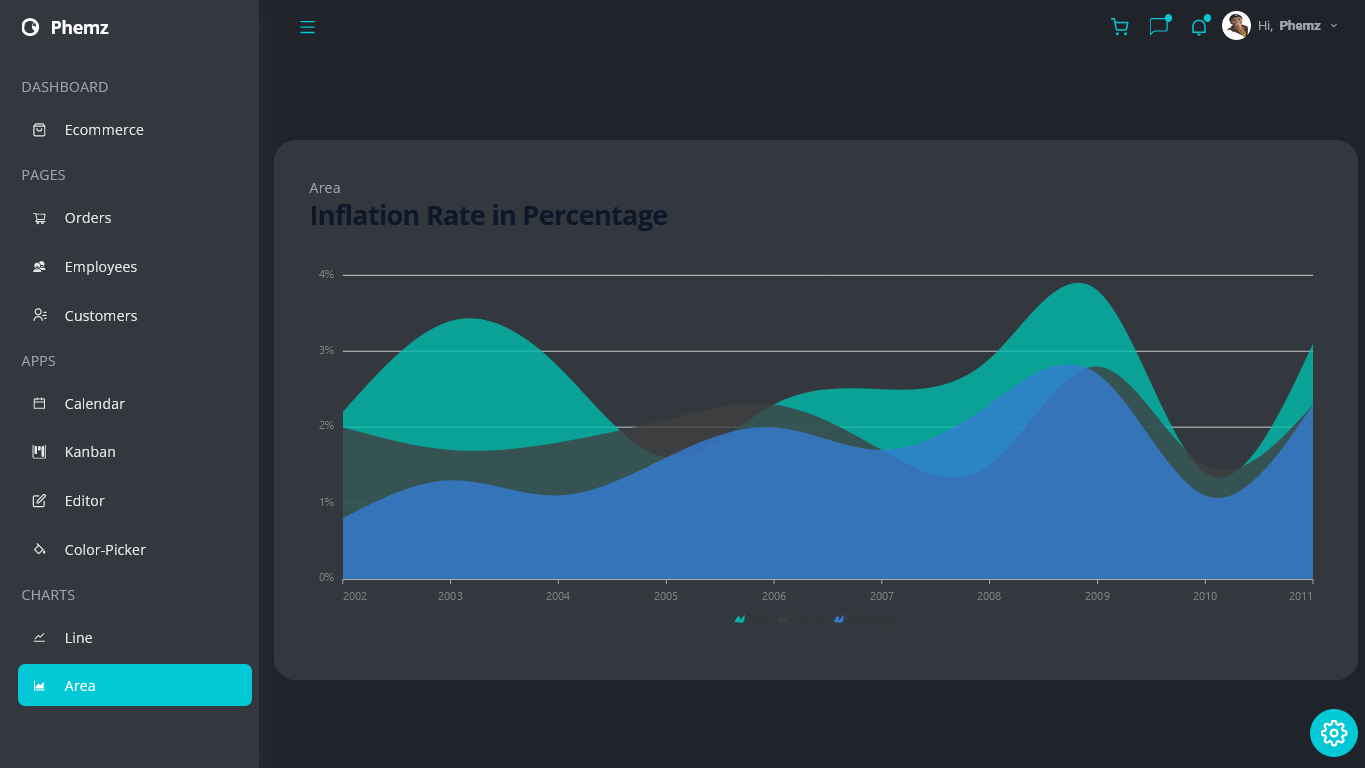 Phemz
Hi, Phemz
DASHBOARD
Ecommerce
PAGES
Orders
Employees
Customers
APPS
Calendar
Kanban
Editor
Color-Picker
CHARTS
Line
Area
Area
Inflation Rate in Percentage
4%
3%
2%
1%
0%
2002 2003 2004 2005 2006 2007 2008 2009 2010 2011